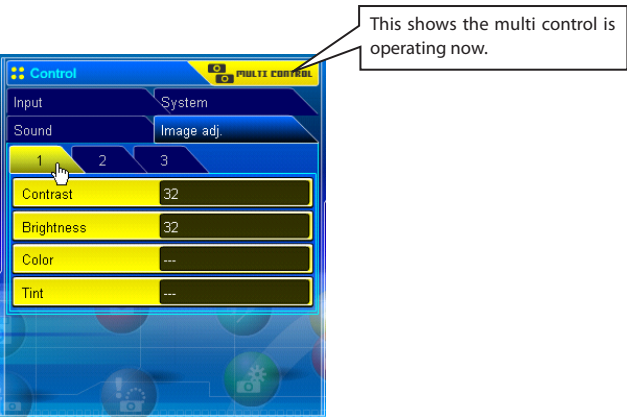 This shows the multi control is
operating now.
Control
MULTI CONTROL
Input
System
Sound
Image adj.
1
2
3
Contrast
32
Brightness
32
Color
---
Tint
---